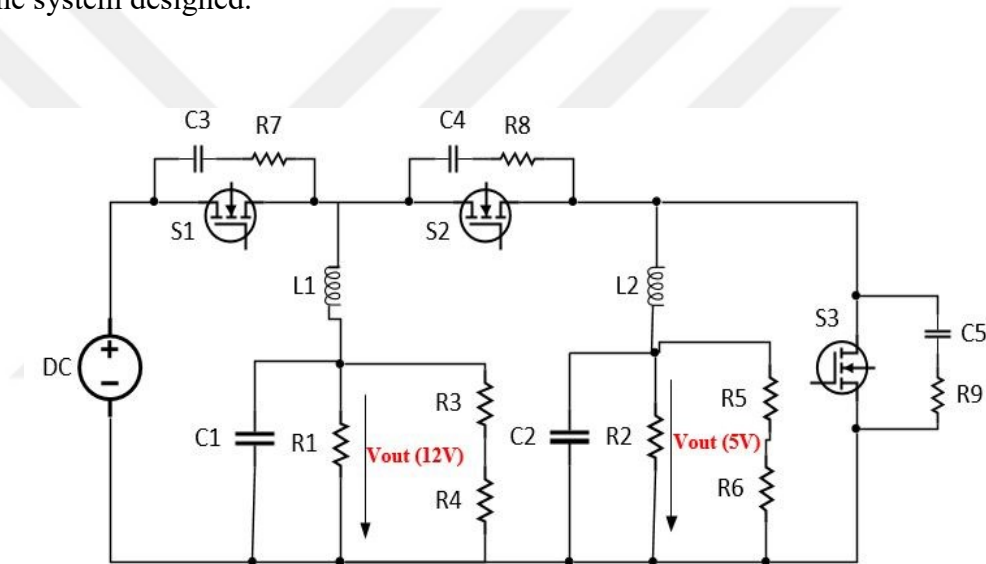 he system designed.
C3 R7 C4 R8
S1 S2
L1 L2
S3
C5
DC
R3 R5 R9
C1 R1 Vout (12V) C2 R2 Vout (5V)
R4 R6